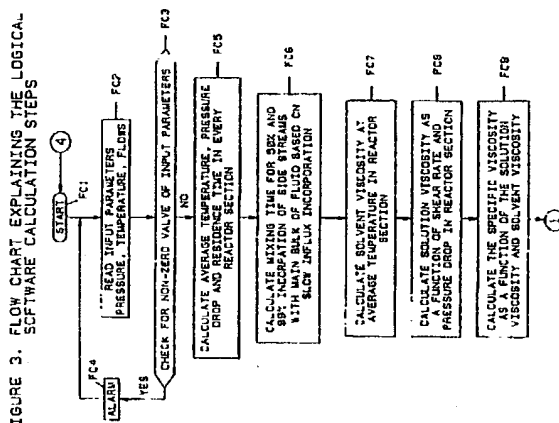 IGURE 3. FLOW CHART EXPLAINING THE LOGICAL
SOFTWARE CALCULATION STEPS
4
START
FC1
FC4
ALARM
READ INPUT PARAMETERS
PRESSURE, TEMPERATURE, FLOWS
FC2
YES
CHECK FOR NON-ZERO VALUE OF INPUT PARAMETERS
FC3
NO
CALCULATE AVERAGE TEMPERATURE, PRESSURE
DROP AND RESIDENCE TIME IN EVERY
REACTOR SECTION
FC5
CALCULATE MIXING TIME FOR 50% AND
99% INCORPATION OF SIDE STREAMS
WITH MAIN BULK OF FLUID BASED ON
SLOW INFLUX INCORPORATION
FC6
CALCULATE SOLVENT VISCOSITY AT
AVERAGE TEMPERATURE IN REACTOR
SECTION
FC7
CALCULATE SOLUTION VISCOSITY AS
A FUNCTION OF SHEAR RATE AND
PRESSURE DROP IN REACTOR SECTION
FC8
CALCULATE THE SPECIFIC VISCOSITY
AS A FUNCTION OF THE SOLUTION
VISCOSITY AND SOLVENT VISCOSITY
FC9
1